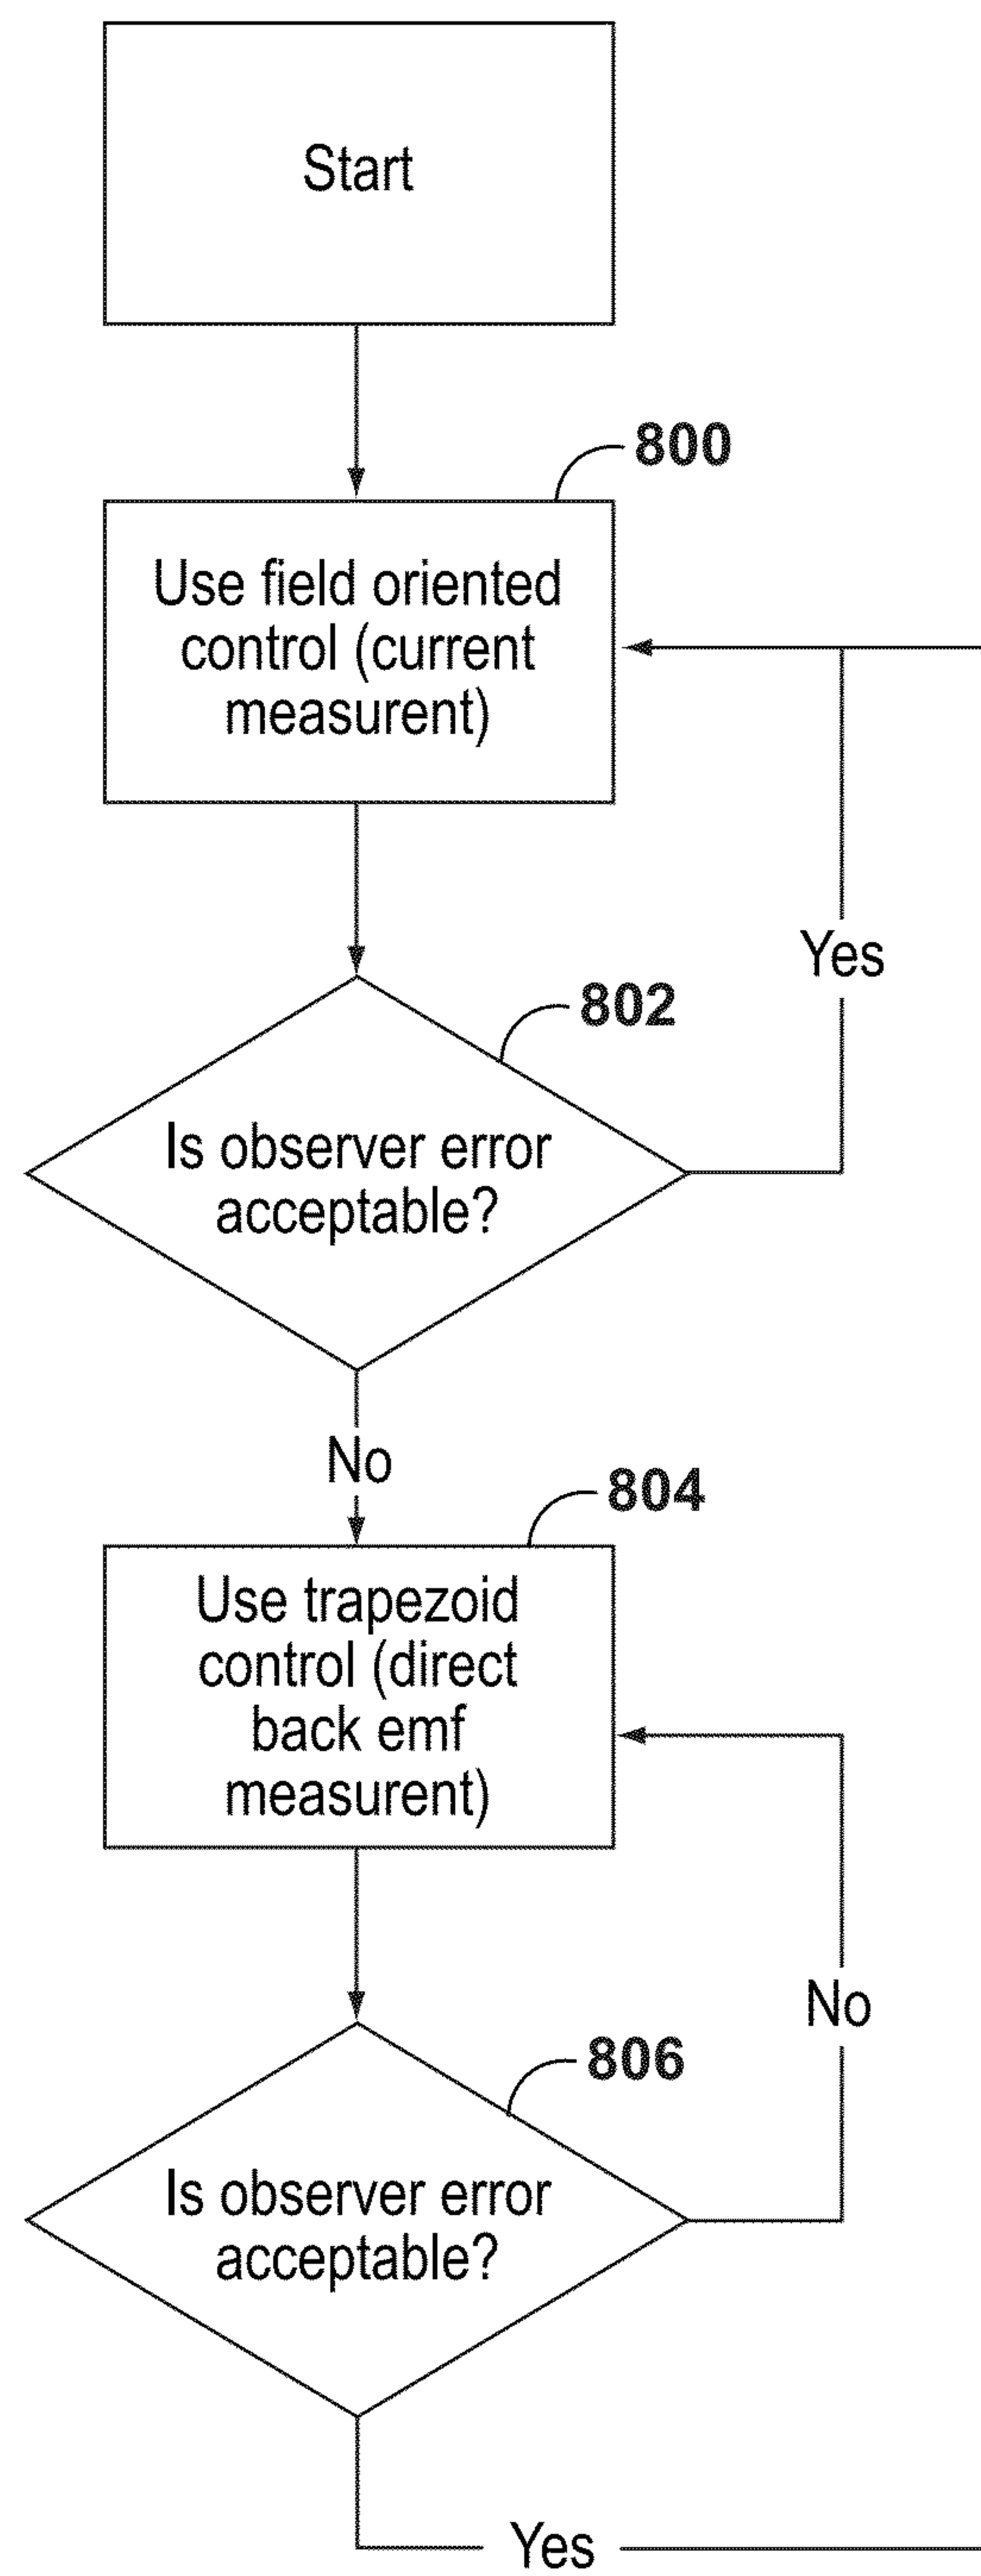 Start
800
Use field oriented
control (current
measurent)
Yes
802
Is observer error
acceptable?
No
804
Use trapezoid
control (direct
back emf
measurent)
No
806
Is observer error
acceptable?
Yes